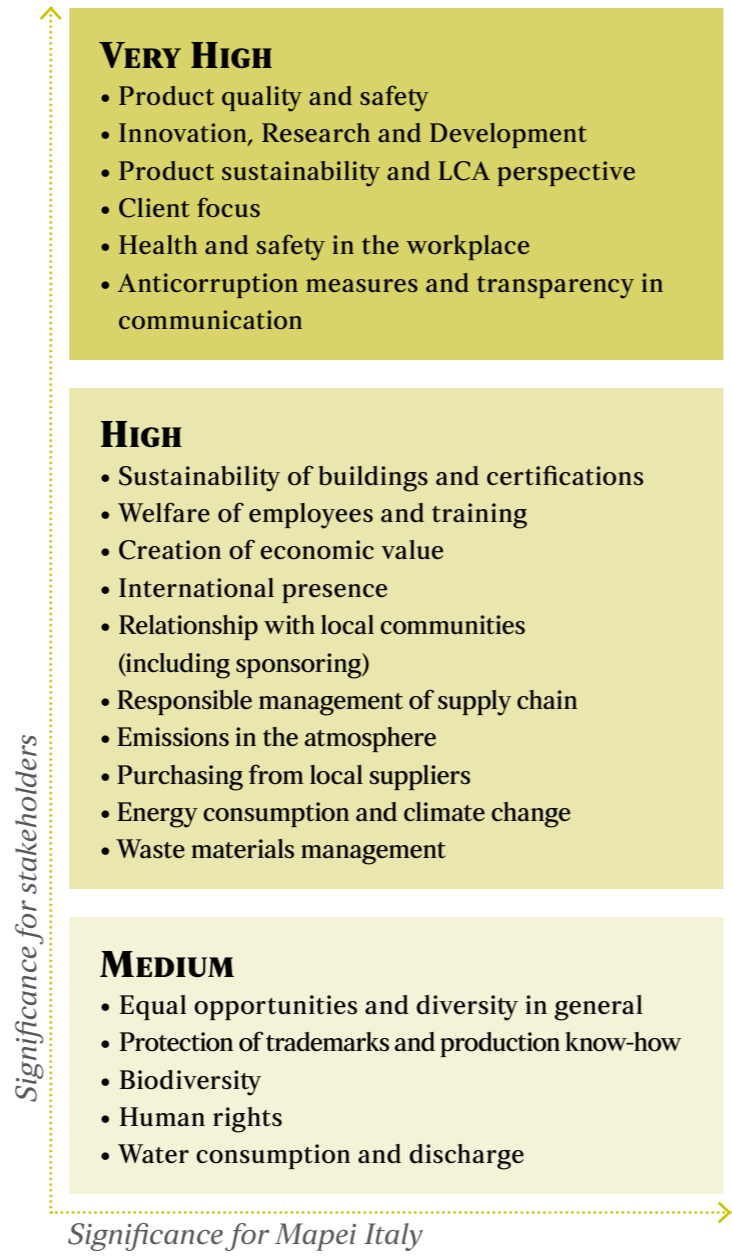 VERY HIGH
• Product quality and safety
• Innovation, Research and Development
• Product sustainability and LCA perspective
• Client focus
• Health and safety in the workplace
• Anticorruption measures and transparency in
communication
HIGH
• Sustainability of buildings and certifications
• Welfare of employees and training
• Creation of economic value
• International presence
• Relationship with local communities
(including sponsoring)
• Responsible management of supply chain
• Emissions in the atmosphere
• Purchasing from local suppliers
• Energy consumption and climate change
• Waste materials management
MEDIUM
• Equal opportunities and diversity in general
• Protection of trademarks and production know-how
• Biodiversity
• Human rights
• Water consumption and discharge
Significance for stakeholders
Significance for Mapei Italy